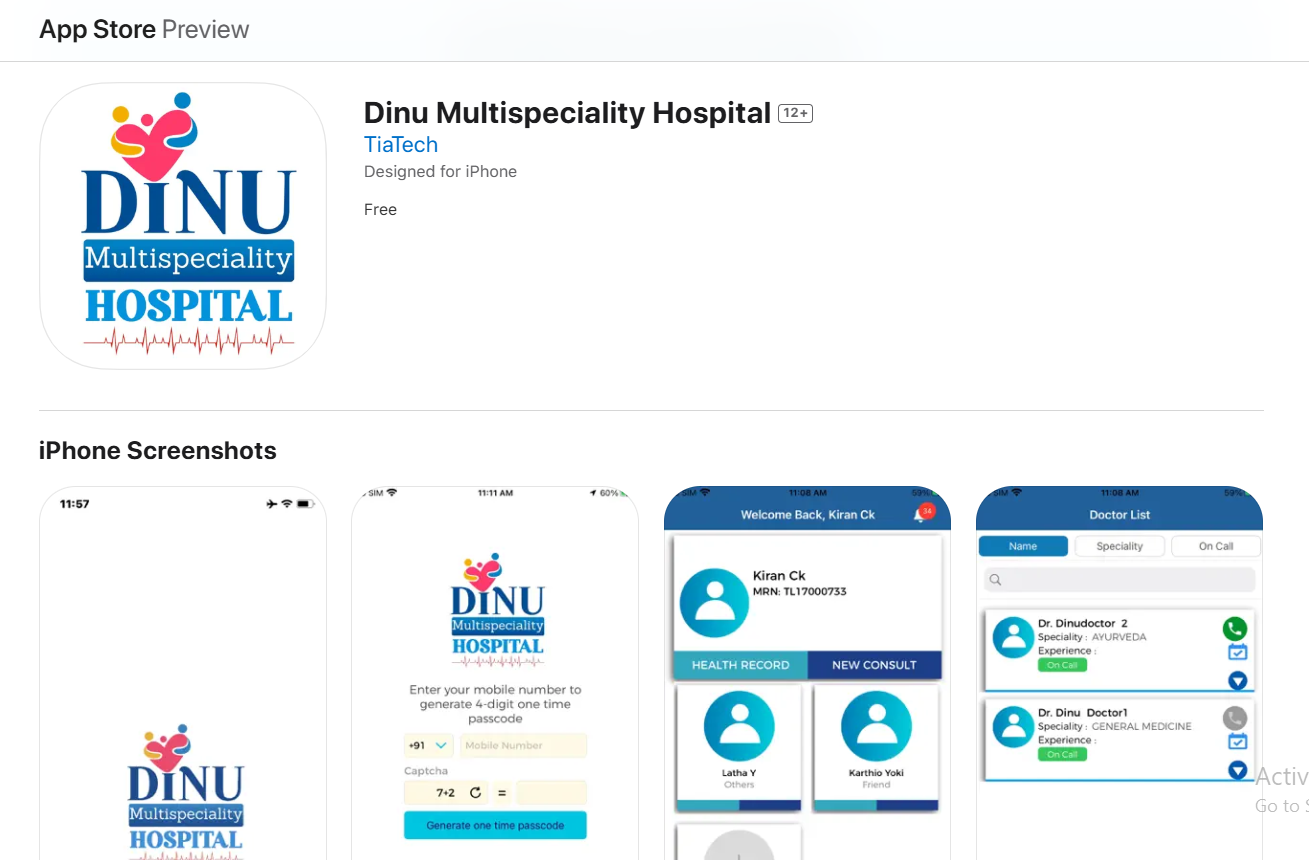 App Store Preview
DINU
Multispeciality
HOSPITAL
Dinu Multispeciality Hospital 12+
TiaTech
Designed for iPhone
Free
iPhone Screenshots
11:57
DINU
Multispeciality
HOSPITAL
SIM 11:11 AM 60%
DINU
Multispeciality
HOSPITAL
Enter your mobile number to
generate 4-digit one time
passcode
+91 Mobile Number
Captcha
7+2 =
Generate one time passcode
SIM 11:08 AM 59%
Welcome Back, Kiran Ck 34
Kiran Ck
MRN: TL17000733
HEALTH RECORD NEW CONSULT
Latha Y
Others
Karthio Yoki
Friend
SIM 11:08 AM 59%
Doctor List
Name Speciality On Call
Dr. Dinudoctor 2
Speciality : AYURVEDA
Experience :
On Call
Dr. Dinu Doctor1
Speciality : GENERAL MEDICINE
Experience :
On Call
Activ
Go to S